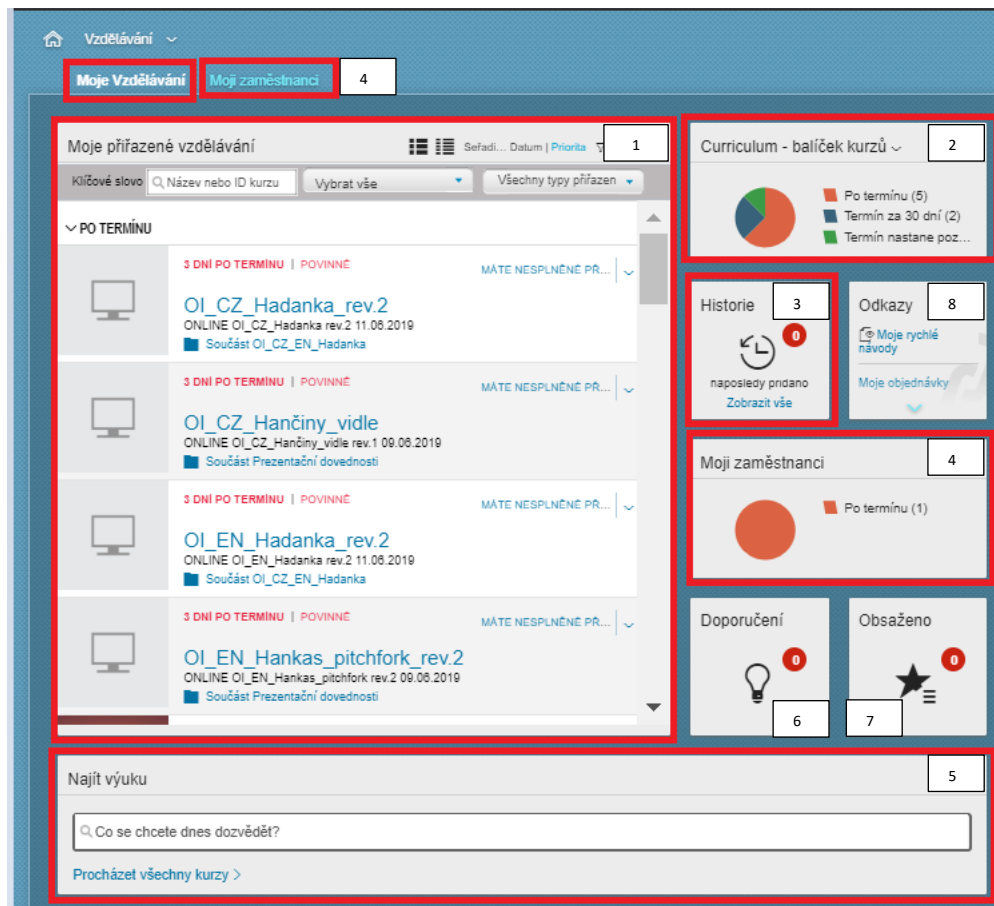 Vzdělávání
Moje Vzdělávání
Moji zaměstnanci
4
Moje přiřazené vzdělávání
Seřadi... Datum | Priorita
1
Klíčové slovo
Název nebo ID kurzu
Vybrat vše
Všechny typy přiřazen
PO TERMÍNU
3 DNÍ PO TERMÍNU | POVINNÉ
MÁTE NESPLNĚNÉ PŘ...
OI_CZ_Hadanka_rev.2
ONLINE OI_CZ_Hadanka rev.2 11.06.2019
Součást OI_CZ_EN_Hadanka
3 DNÍ PO TERMÍNU | POVINNÉ
MÁTE NESPLNĚNÉ PŘ...
OI_CZ_Hančiny_vidle
ONLINE OI_CZ_Hančiny_vidle rev.1 09.06.2019
Součást Prezentační dovednosti
3 DNÍ PO TERMÍNU | POVINNÉ
MÁTE NESPLNĚNÉ PŘ...
OI_EN_Hadanka_rev.2
ONLINE OI_EN_Hadanka rev.2 11.06.2019
Součást OI_CZ_EN_Hadanka
3 DNÍ PO TERMÍNU | POVINNÉ
MÁTE NESPLNĚNÉ PŘ...
OI_EN_Hankas_pitchfork_rev.2
ONLINE OI_EN_Hankas_pitchfork rev.2 09.06.2019
Součást Prezentační dovednosti
Curriculum - balíček kurzů
2
Po termínu (5)
Termín za 30 dní (2)
Termín nastane poz...
Historie
3
0
naposledy přidáno
Zobrazit vše
Odkazy
8
Moje rychlé
návody
Moje objednávky
Moji zaměstnanci
4
Po termínu (1)
Doporučení
0
6
Obsaženo
0
7
Najít výuku
5
Co se chcete dnes dozvědět?
Procházet všechny kurzy >